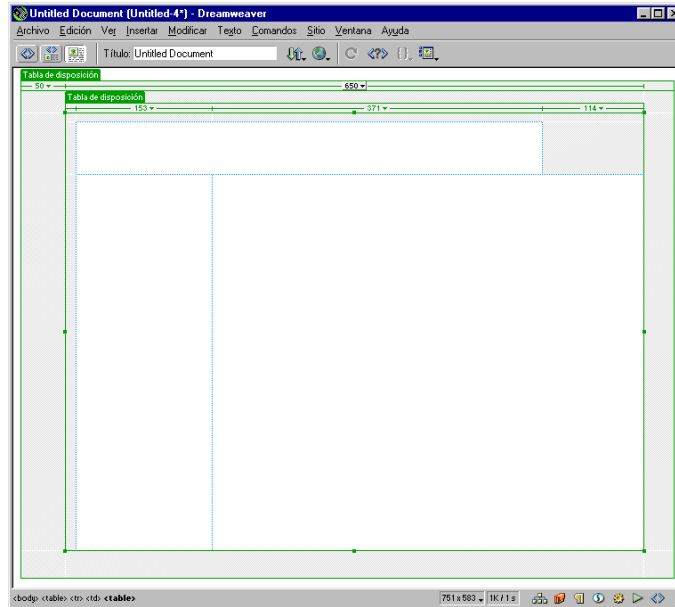 Untitled Document (Untitled-4*) - Dreamweaver
Archivo Edición Ver Insertar Modificar Texto Comandos Sitio Ventana Ayuda
Título: Untitled Document
Tabla de disposición
50 650
Tabla de disposición
153 371 114
<body> <table> <tr> <td> <table> 751 x 583 1K / 1 s